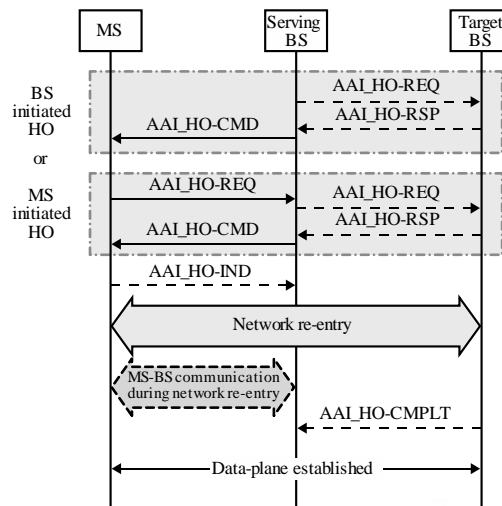 MS
Serving
BS
Target
BS
BS
initiated
HO
or
MS
initiated
HO
AAI_HO-REQ
AAI_HO-RSP
AAI_HO-CMD
AAI_HO-REQ
AAI_HO-REQ
AAI_HO-RSP
AAI_HO-CMD
AAI_HO-IND
Network re-entry
MS-BS communication
during network re-entry
AAI_HO-CMPLT
Data-plane established